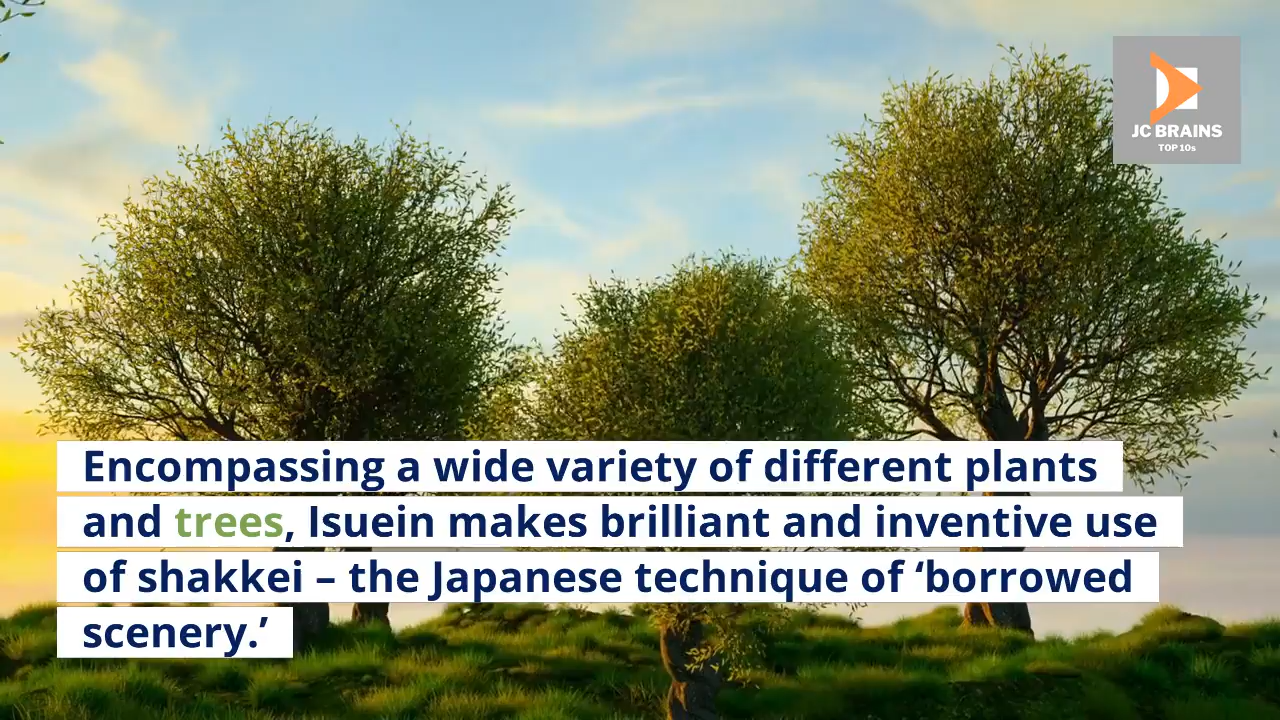 JC BRAINS
TOP 10s
Encompassing a wide variety of different plants
and trees, Isuein makes brilliant and inventive use
of shakkei – the Japanese technique of ‘borrowed
scenery.’